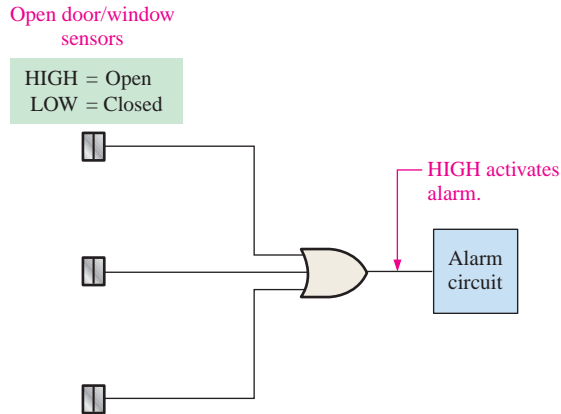 Open door/window
sensors
HIGH = Open
LOW = Closed
HIGH activates
alarm.
Alarm
circuit